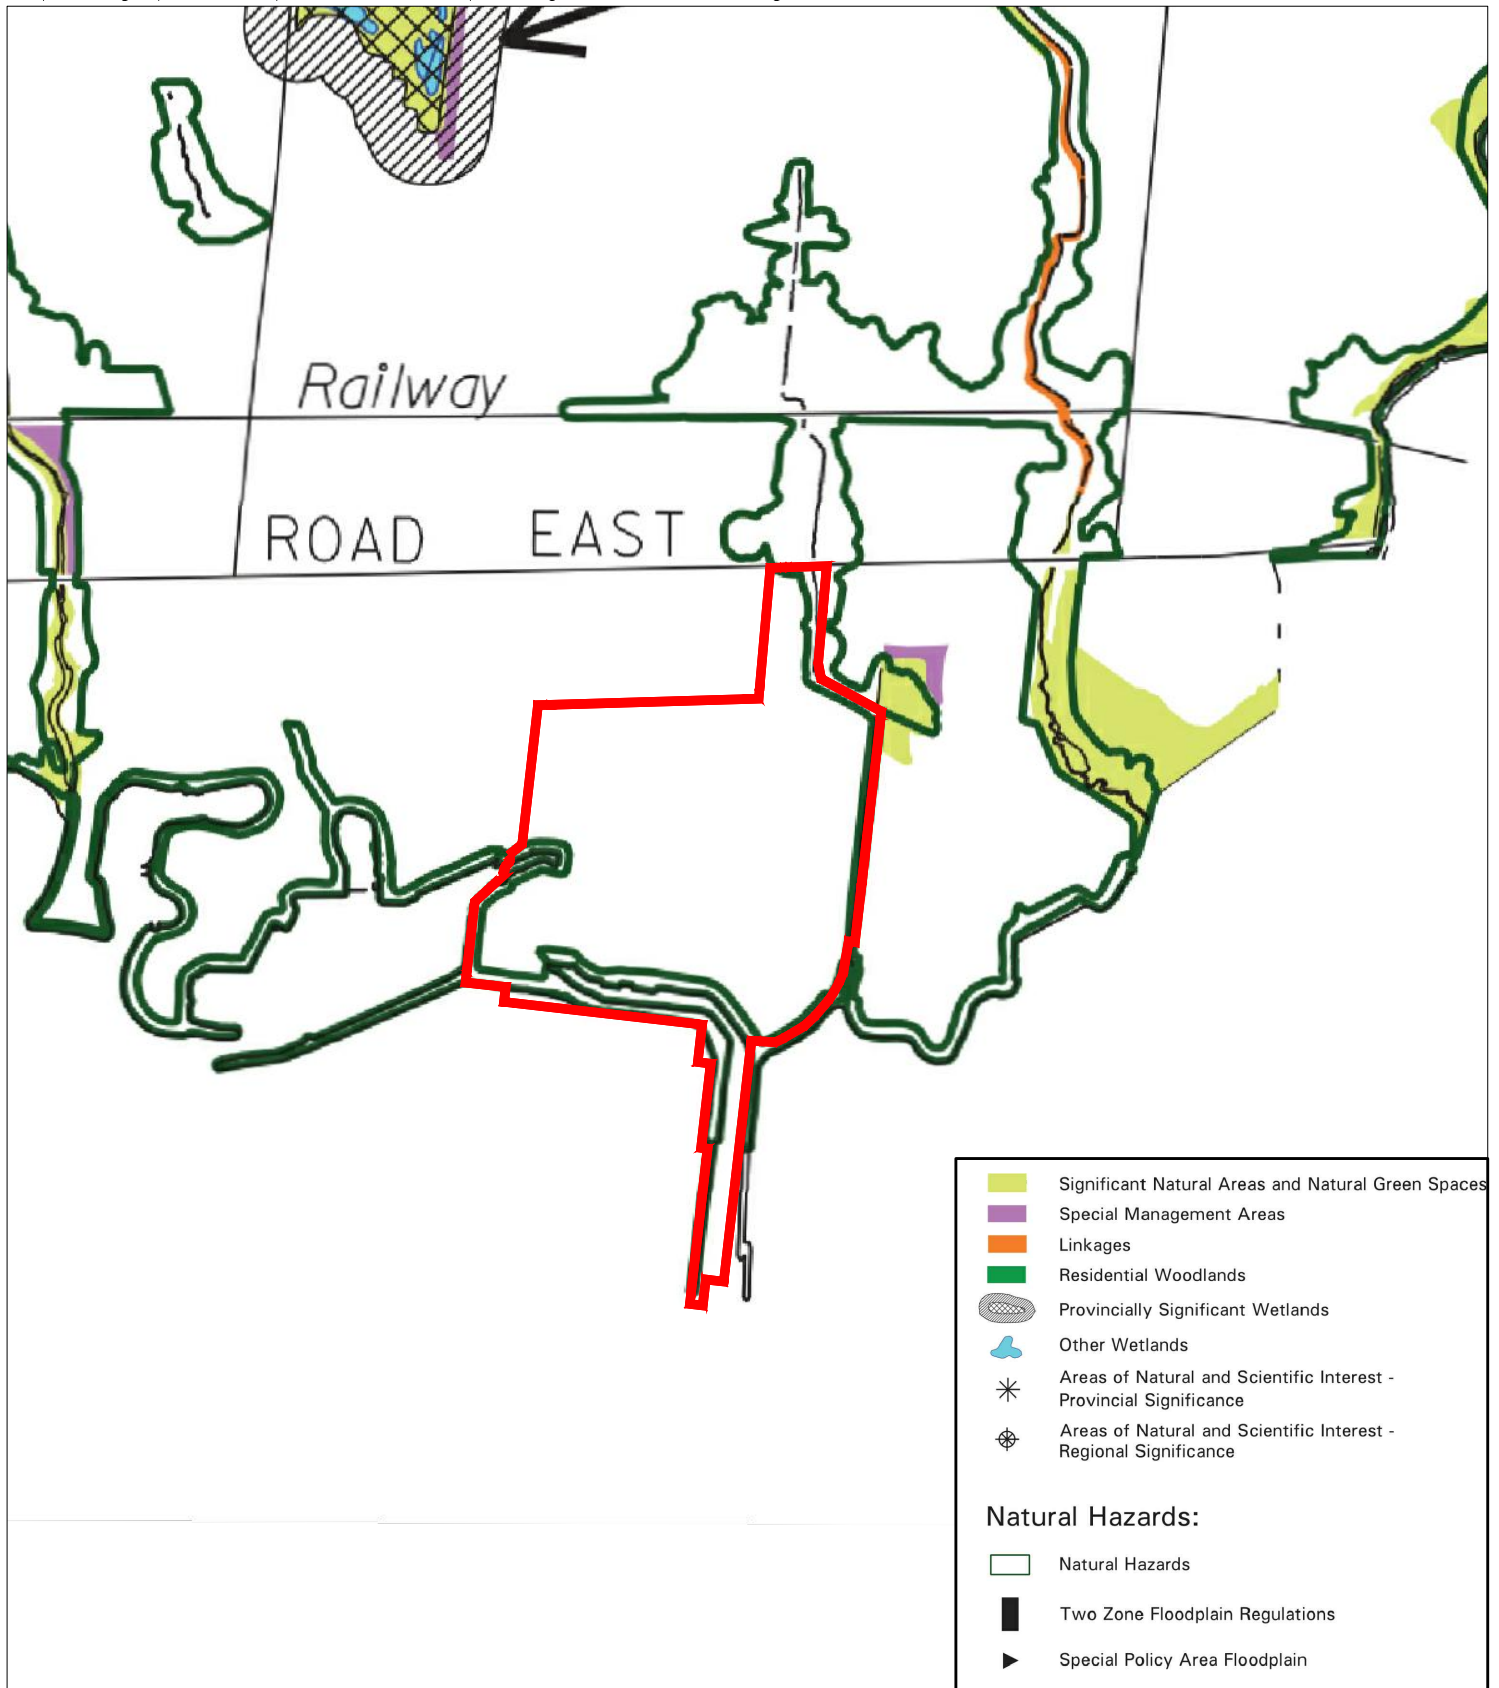 Railway
ROAD EAST
Significant Natural Areas and Natural Green Spaces
Special Management Areas
Linkages
Residential Woodlands
Provincially Significant Wetlands
Other Wetlands
Areas of Natural and Scientific Interest -
Provincial Significance
Areas of Natural and Scientific Interest -
Regional Significance
Natural Hazards:
Natural Hazards
Two Zone Floodplain Regulations
Special Policy Area Floodplain